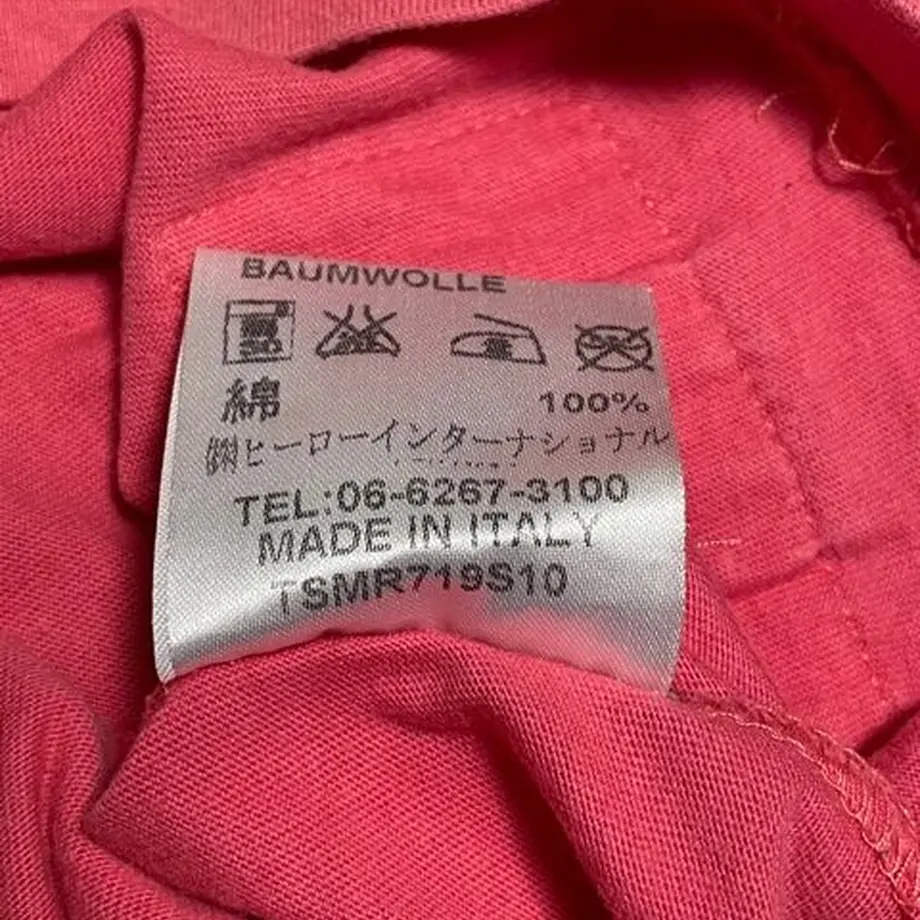 BAUMWOLLE
綿 100%
㈱ヒーローインターナショナル
TEL:06-6267-3100
MADE IN ITALY
TSMR719S10